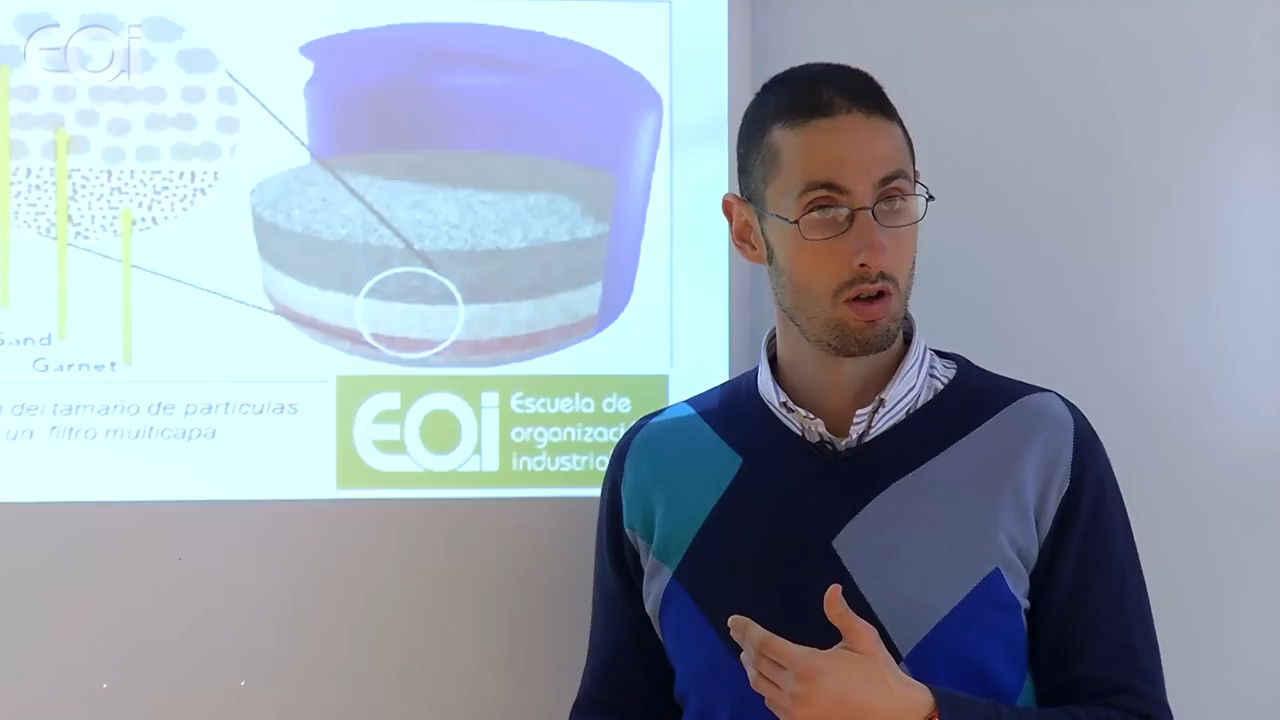 EOi
Sand
Garnet
del tamaño de partículas
un filtro multicapa
EOi
Escuela de
organizaci
industria